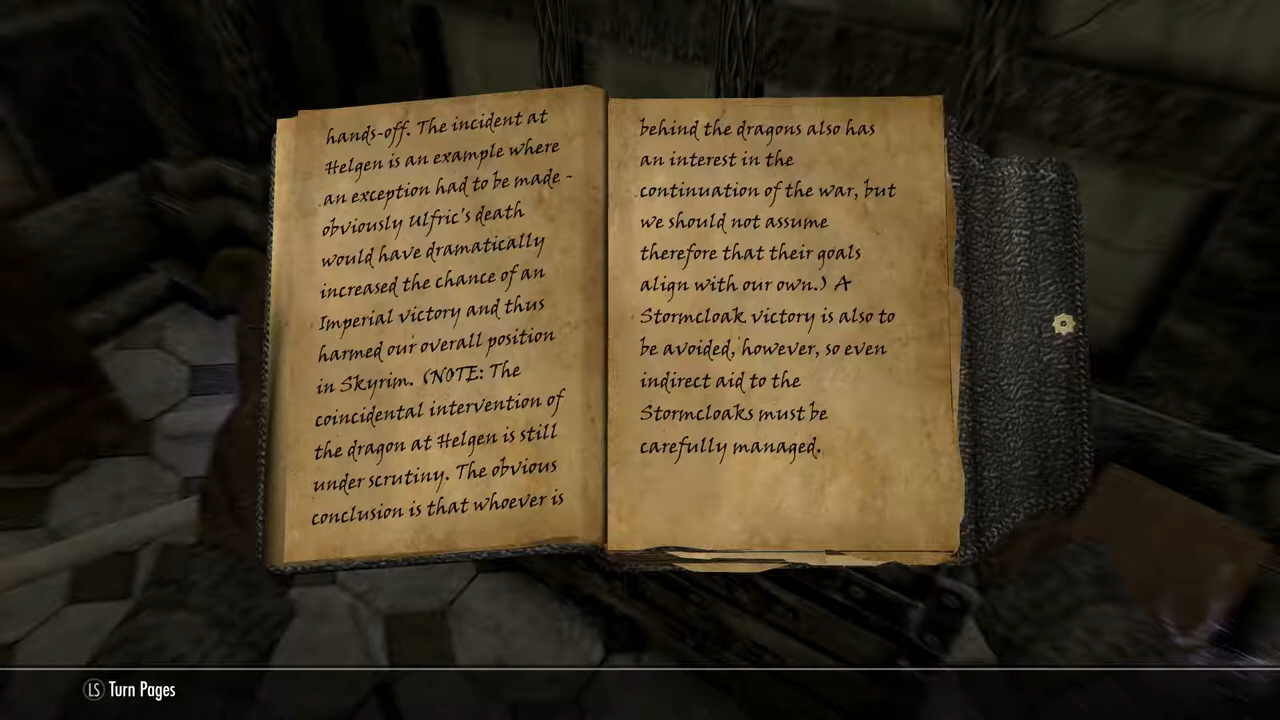 hands-off. The incident at
Helgen is an example where
an exception had to be made -
obviously Ulfric's death
would have dramatically
increased the chance of an
Imperial victory and thus
harmed our overall position
in Skyrim. (NOTE: The
coincidental intervention of
the dragon at Helgen is still
under scrutiny. The obvious
conclusion is that whoever is
behind the dragons also has
an interest in the
continuation of the war, but
we should not assume
therefore that their goals
align with our own.) A
Stormcloak victory is also to
be avoided, however, so even
indirect aid to the
Stormcloaks must be
carefully managed.
LS Turn Pages